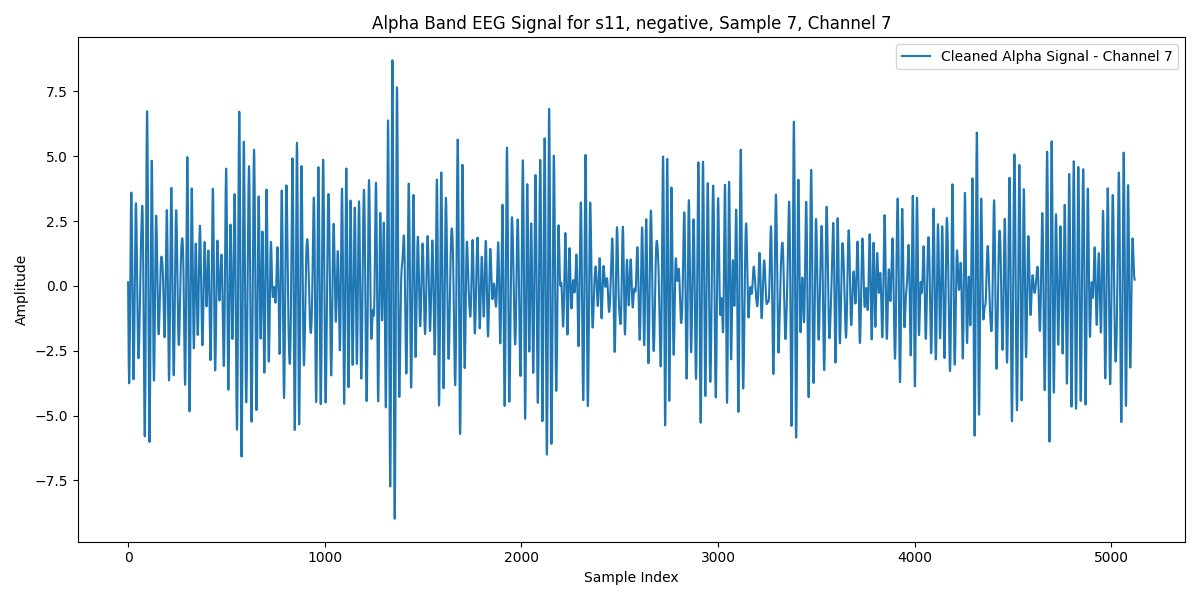 Alpha Band EEG Signal for s11, negative, Sample 7, Channel 7
Cleaned Alpha Signal - Channel 7
Amplitude
7.5
5.0
2.5
0.0
−2.5
−5.0
−7.5
0 1000 2000 3000 4000 5000
Sample Index